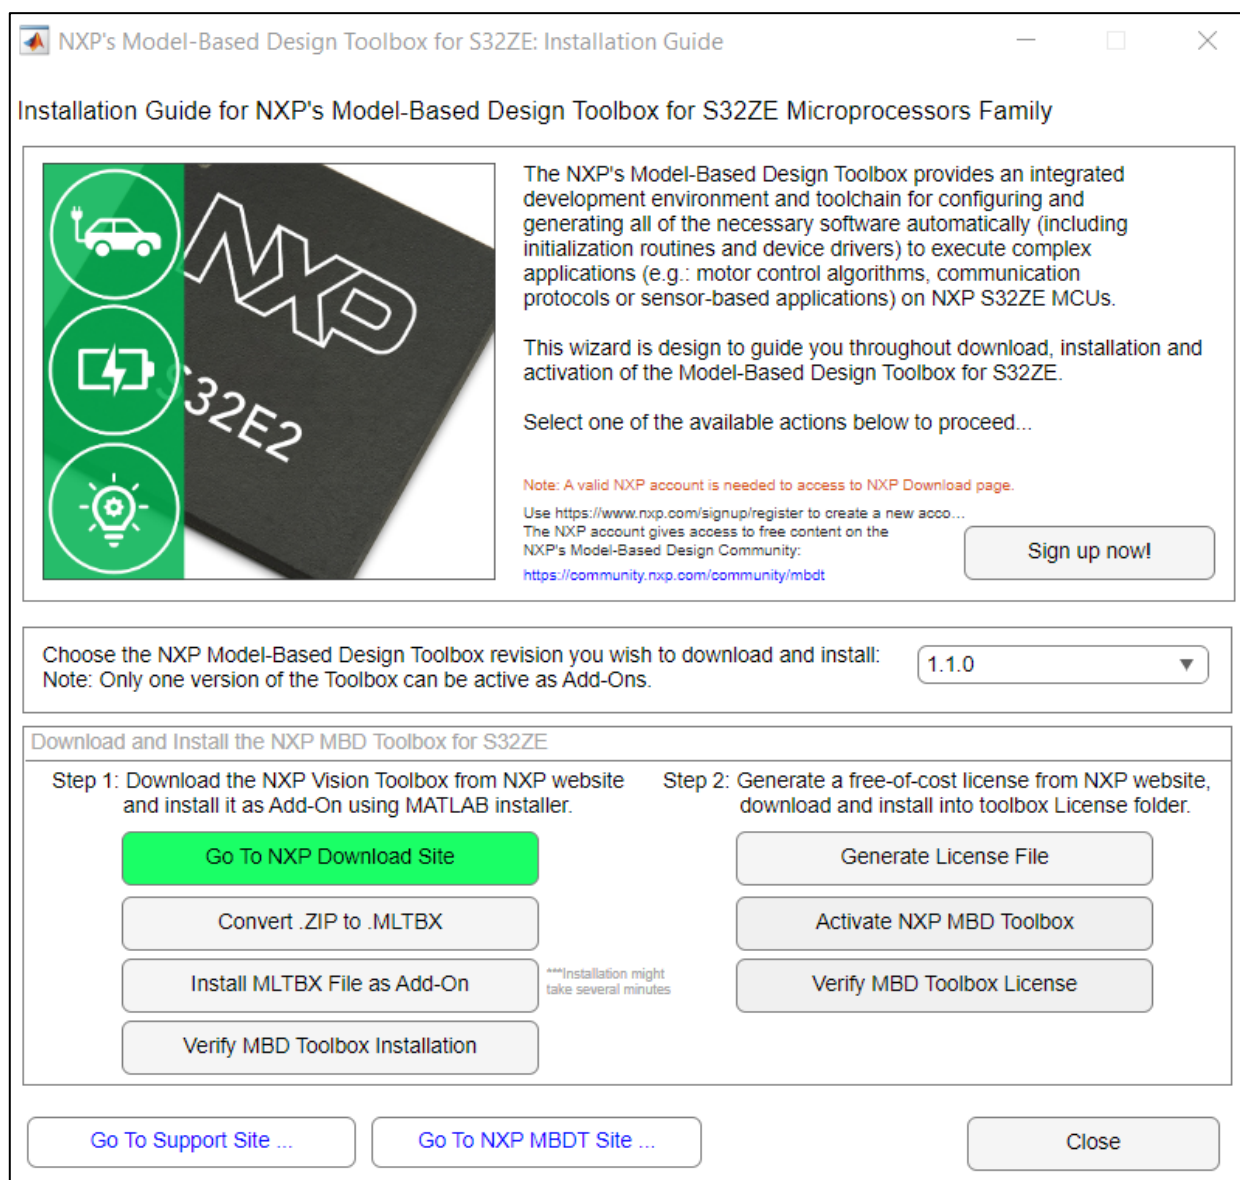 NXP's Model-Based Design Toolbox for S32ZE: Installation Guide
Installation Guide for NXP's Model-Based Design Toolbox for S32ZE Microprocessors Family
NXP
S32E2
The NXP's Model-Based Design Toolbox provides an integrated
development environment and toolchain for configuring and
generating all of the necessary software automatically (including
initialization routines and device drivers) to execute complex
applications (e.g.: motor control algorithms, communication
protocols or sensor-based applications) on NXP S32ZE MCUs.
This wizard is design to guide you throughout download, installation and
activation of the Model-Based Design Toolbox for S32ZE.
Select one of the available actions below to proceed...
Note: A valid NXP account is needed to access to NXP Download page.
Use https://www.nxp.com/signup/register to create a new acco...
The NXP account gives access to free content on the
NXP's Model-Based Design Community:
https://community.nxp.com/community/mbdt
Sign up now!
Choose the NXP Model-Based Design Toolbox revision you wish to download and install:
Note: Only one version of the Toolbox can be active as Add-Ons.
1.1.0
Download and Install the NXP MBD Toolbox for S32ZE
Step 1: Download the NXP Vision Toolbox from NXP website
and install it as Add-On using MATLAB installer.
Go To NXP Download Site
Convert .ZIP to .MLTBX
Install MLTBX File as Add-On
***Installation might
take several minutes
Verify MBD Toolbox Installation
Step 2: Generate a free-of-cost license from NXP website,
download and install into toolbox License folder.
Generate License File
Activate NXP MBD Toolbox
Verify MBD Toolbox License
Go To Support Site ...
Go To NXP MBDT Site ...
Close